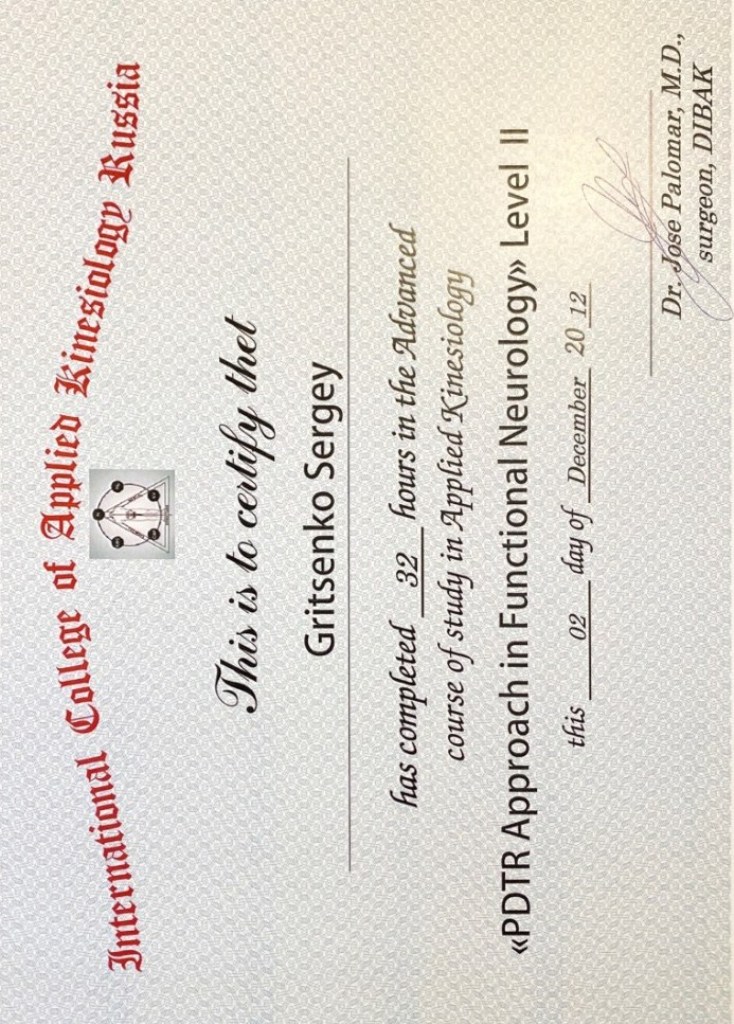 International College of Applied Kinesiology Russia
This is to certify thet
Gritsenko Sergey
has completed 32 hours in the Advanced
course of study in Applied Kinesiology
«PDTR Approach in Functional Neurology» Level II
this 02 day of December 20 12
Dr. Jose Palomar, M.D.,
surgeon, DIBAK